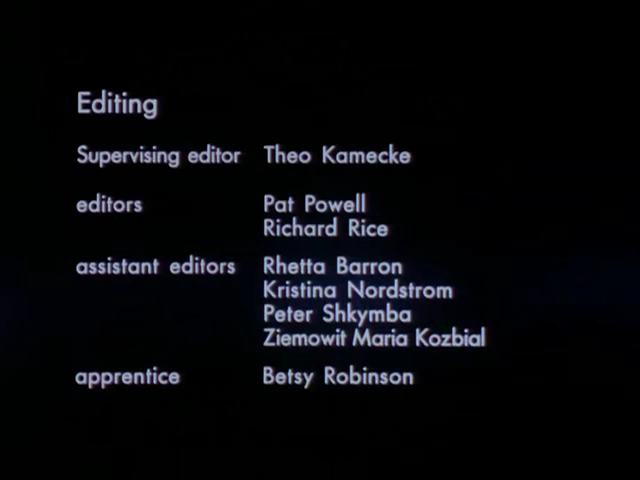 Editing
Supervising editor Theo Kamecke
editors Pat Powell
Richard Rice
assistant editors Rhetta Barron
Kristina Nordstrom
Peter Shkymba
Ziemowit Maria Kozbial
apprentice Betsy Robinson